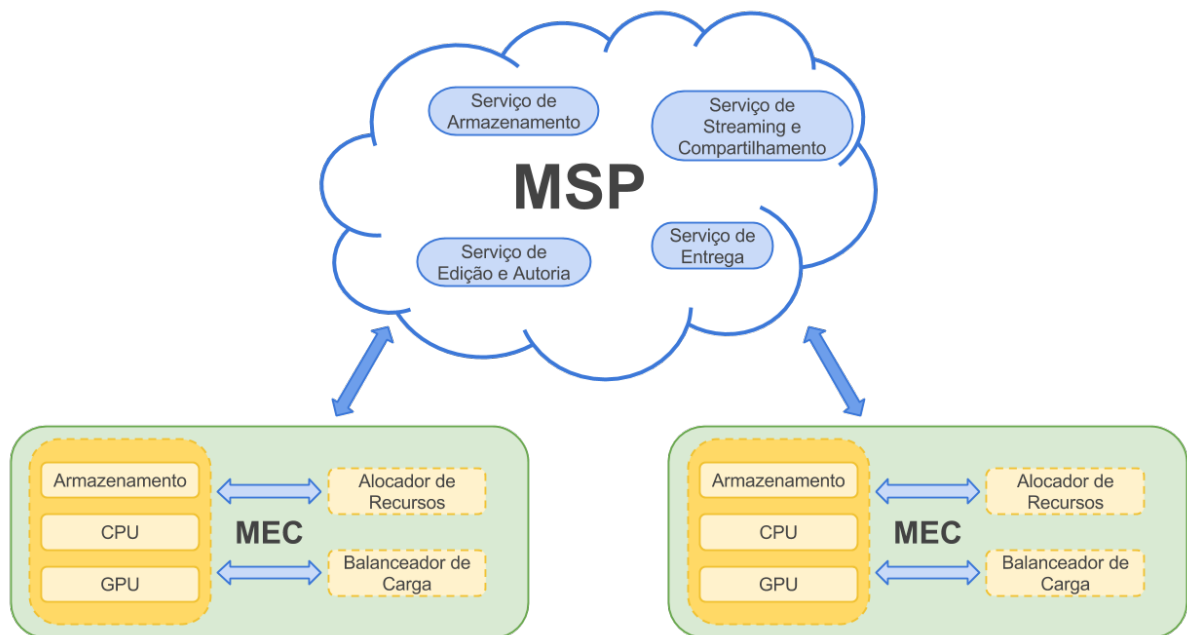 Serviço de
Armazenamento
Serviço de
Streaming e
Compartilhamento
MSP
Serviço de
Edição e Autoria
Serviço de
Entrega
Armazenamento
CPU
GPU
MEC
Alocador de
Recursos
Balanceador de
Carga
Armazenamento
CPU
GPU
MEC
Alocador de
Recursos
Balanceador de
Carga